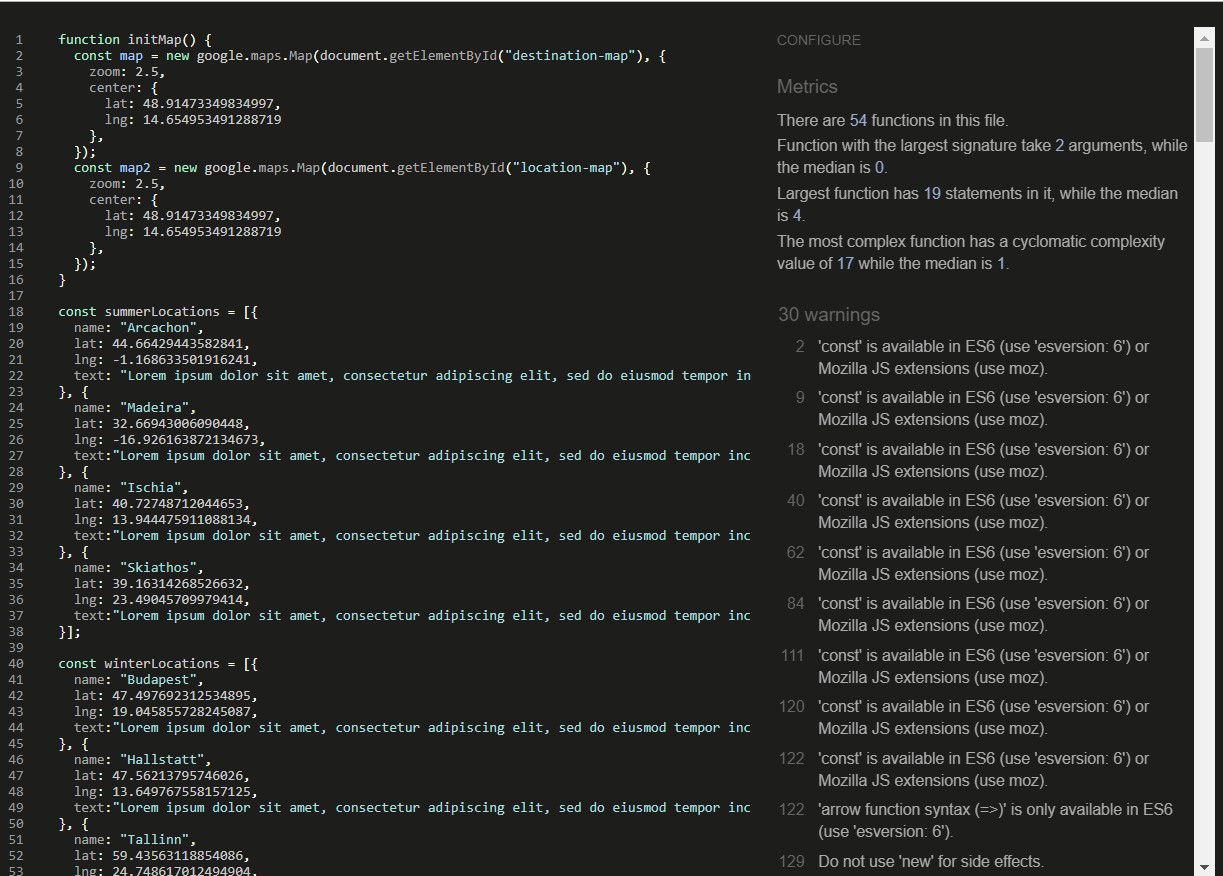 1 function initMap() {
2 const map = new google.maps.Map(document.getElementById("destination-map"), {
3 zoom: 2.5,
4 center: {
5 lat: 48.91473349834997,
6 lng: 14.654953491288719
7 },
8 });
9 const map2 = new google.maps.Map(document.getElementById("location-map"), {
10 zoom: 2.5,
11 center: {
12 lat: 48.91473349834997,
13 lng: 14.654953491288719
14 },
15 });
16 }
17
18 const summerLocations = [{
19 name: "Arcachon",
20 lat: 44.66429443582841,
21 lng: -1.168633501916241,
22 text: "Lorem ipsum dolor sit amet, consectetur adipiscing elit, sed do eiusmod tempor in
23 }, {
24 name: "Madeira",
25 lat: 32.66943006090448,
26 lng: -16.926163872134673,
27 text:"Lorem ipsum dolor sit amet, consectetur adipiscing elit, sed do eiusmod tempor inc
28 }, {
29 name: "Ischia",
30 lat: 40.72748712044653,
31 lng: 13.944475911088134,
32 text:"Lorem ipsum dolor sit amet, consectetur adipiscing elit, sed do eiusmod tempor inc
33 }, {
34 name: "Skiathos",
35 lat: 39.16314268526632,
36 lng: 23.49045709979414,
37 text:"Lorem ipsum dolor sit amet, consectetur adipiscing elit, sed do eiusmod tempor inc
38 }];
39
40 const winterLocations = [{
41 name: "Budapest",
42 lat: 47.497692312534895,
43 lng: 19.045855728245087,
44 text:"Lorem ipsum dolor sit amet, consectetur adipiscing elit, sed do eiusmod tempor inc
45 }, {
46 name: "Hallstatt",
47 lat: 47.56213795746026,
48 lng: 13.649767558157125,
49 text:"Lorem ipsum dolor sit amet, consectetur adipiscing elit, sed do eiusmod tempor inc
50 }, {
51 name: "Tallinn",
52 lat: 59.43563118854086,
53 lng: 24.748617012494904,
CONFIGURE
Metrics
There are 54 functions in this file.
Function with the largest signature take 2 arguments, while
the median is 0.
Largest function has 19 statements in it, while the median
is 4.
The most complex function has a cyclomatic complexity
value of 17 while the median is 1.
30 warnings
2 'const' is available in ES6 (use 'esversion: 6') or
Mozilla JS extensions (use moz).
9 'const' is available in ES6 (use 'esversion: 6') or
Mozilla JS extensions (use moz).
18 'const' is available in ES6 (use 'esversion: 6') or
Mozilla JS extensions (use moz).
40 'const' is available in ES6 (use 'esversion: 6') or
Mozilla JS extensions (use moz).
62 'const' is available in ES6 (use 'esversion: 6') or
Mozilla JS extensions (use moz).
84 'const' is available in ES6 (use 'esversion: 6') or
Mozilla JS extensions (use moz).
111 'const' is available in ES6 (use 'esversion: 6') or
Mozilla JS extensions (use moz).
120 'const' is available in ES6 (use 'esversion: 6') or
Mozilla JS extensions (use moz).
122 'const' is available in ES6 (use 'esversion: 6') or
Mozilla JS extensions (use moz).
122 'arrow function syntax (=>)' is only available in ES6
(use 'esversion: 6').
129 Do not use 'new' for side effects.